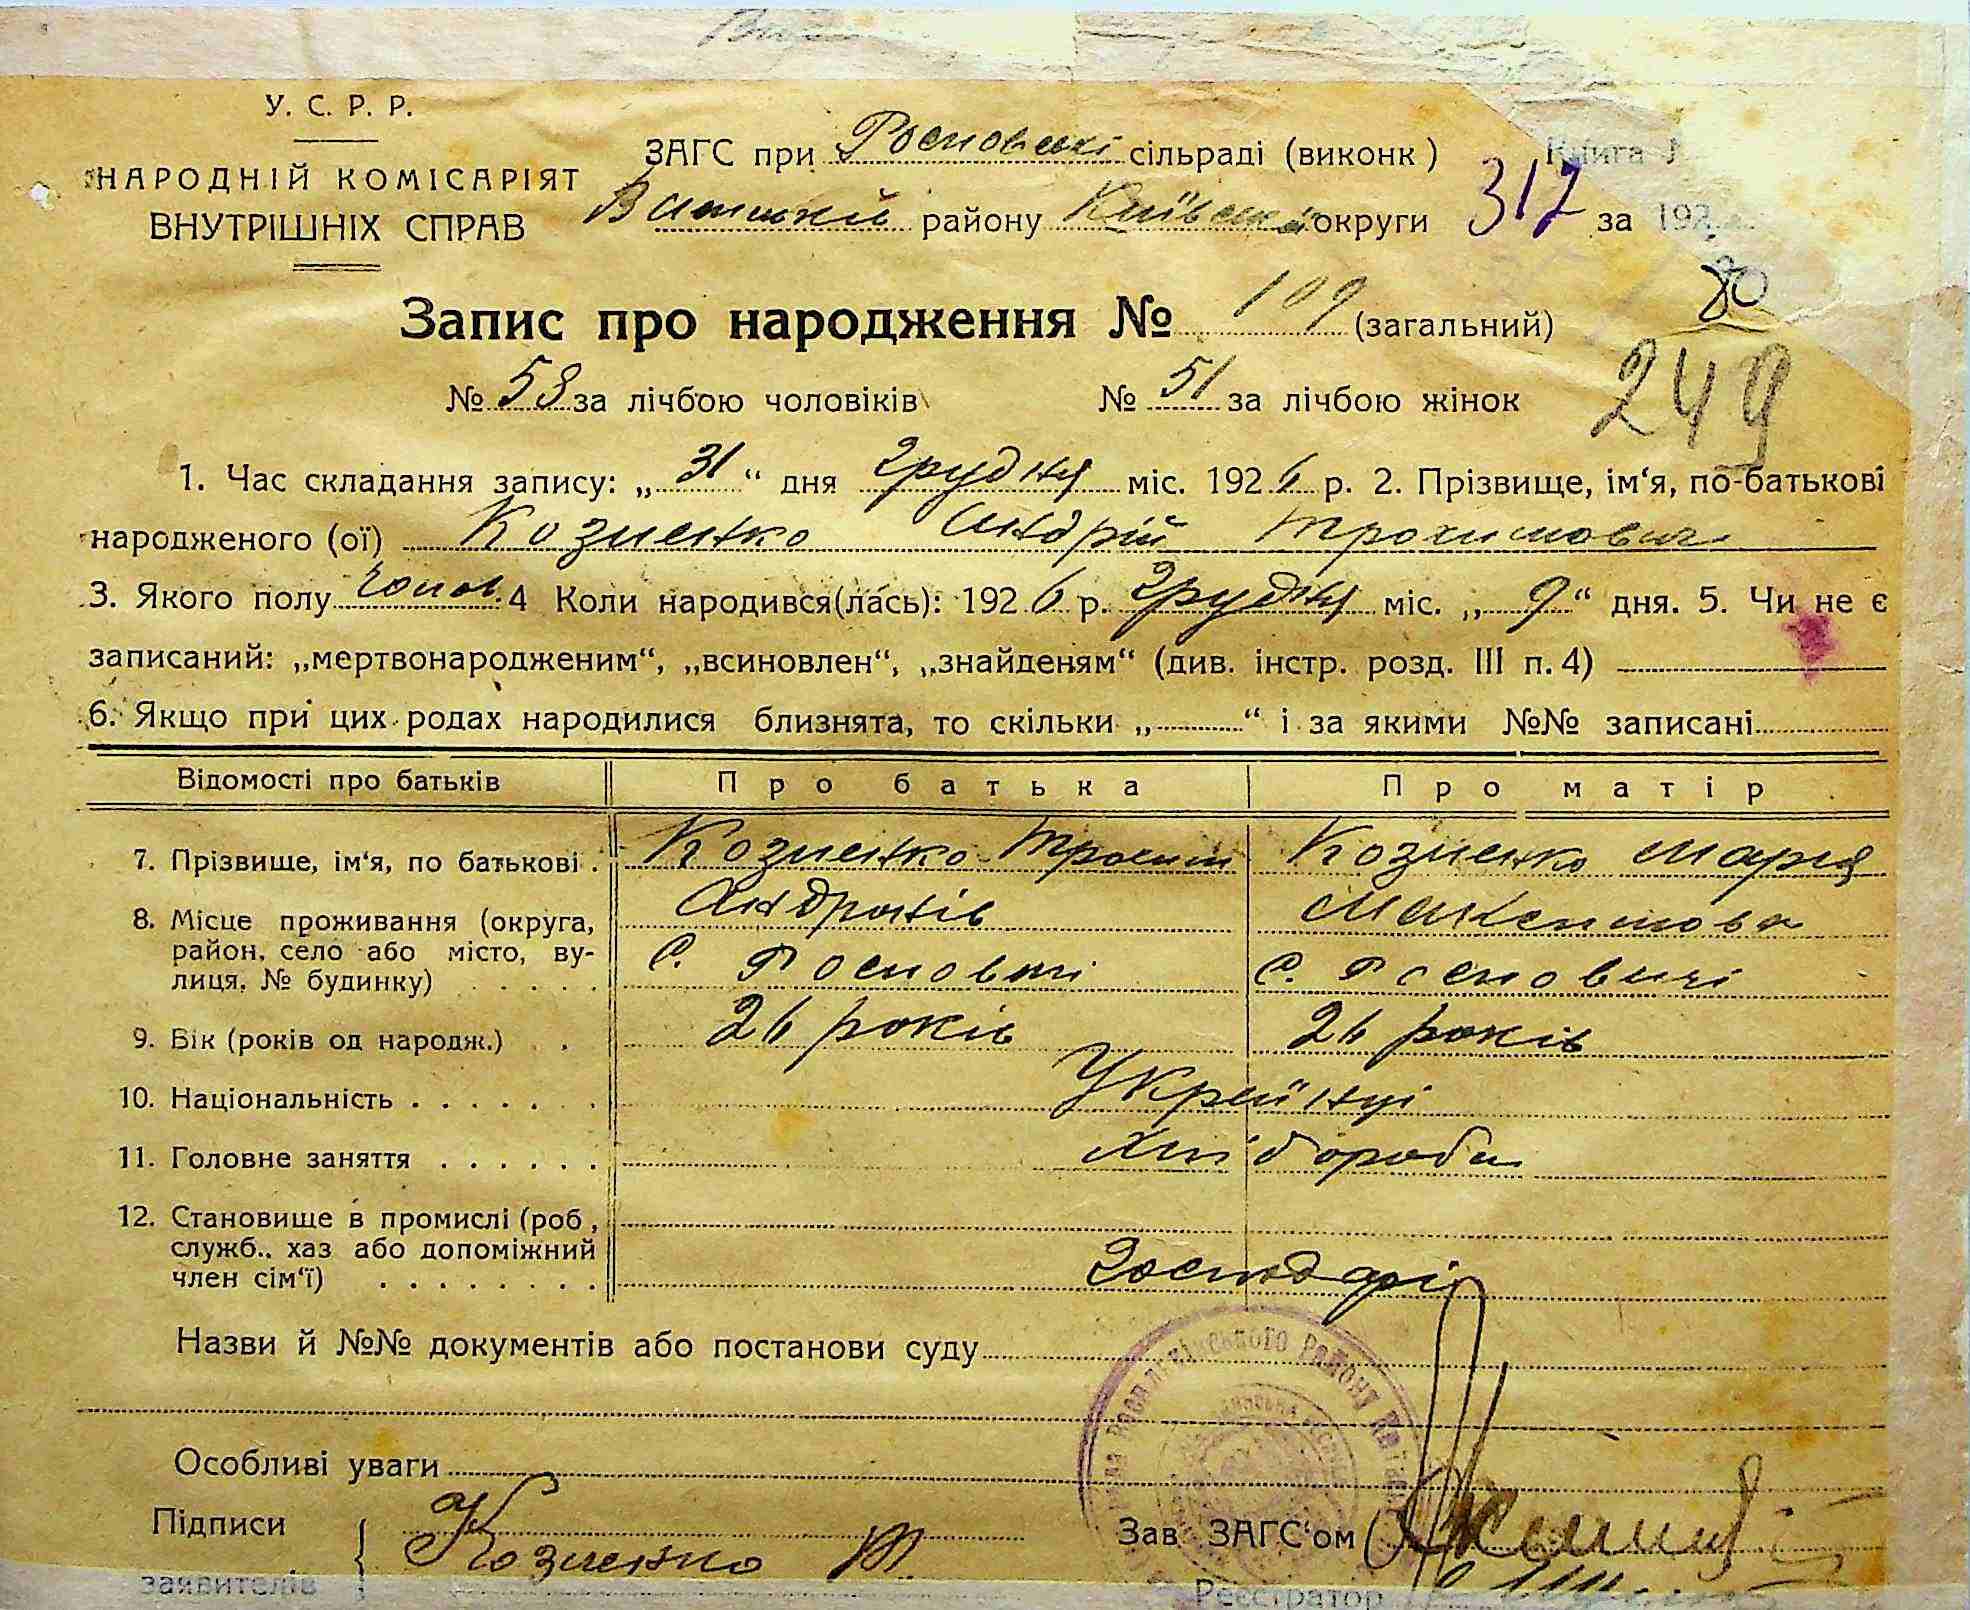 У. С. Р. Р.
НАРОДНІЙ КОМІСАРІЯТ
ВНУТРІШНІХ СПРАВ
ЗАГС при сільраді (виконк)
району Київськ округи 317 за 192
Книга
80
Запис про народження № 109 (загальний)
249
№ 58 за лічбою чоловіків № 51 за лічбою жінок
1. Час складання запису: „31“ дня Грудня міс. 1926 р. 2. Прізвище, ім‘я, по-батькові
народженого (ої) Козиенко Андрій Трохимович
3. Якого полу чолов. 4 Коли народився(лась): 1926 р. Грудня міс. „9“ дня. 5. Чи не є
записаний: „мертвонародженим“, „всиновлен“, „знайденям“ (див. інстр. розд. III п. 4)
6. Якщо при цих родах народилися близнята, то скільки „ “ і за якими №№ записані
Відомості про батьків Про батька Про матір
7. Прізвище, ім‘я, по батькові . Козиенко Трохим Козиенко Мария
Андронів Максимова
8. Місце проживання (округа,
район, село або місто, ву-
лиця, № будинку) С. С.
9. Вік (років од народж.) 26 років 26 років
10. Національність Українці
11. Головне заняття Хлібороби
12. Становище в промислі (роб,
служб., хаз або допоміжний
член сім‘ї) Господарі
Назви й №№ документів або постанови суду
Особливі уваги
Підписи
заявителів Козиенко Т.
Зав ЗАГС‘ом
Реєстратор